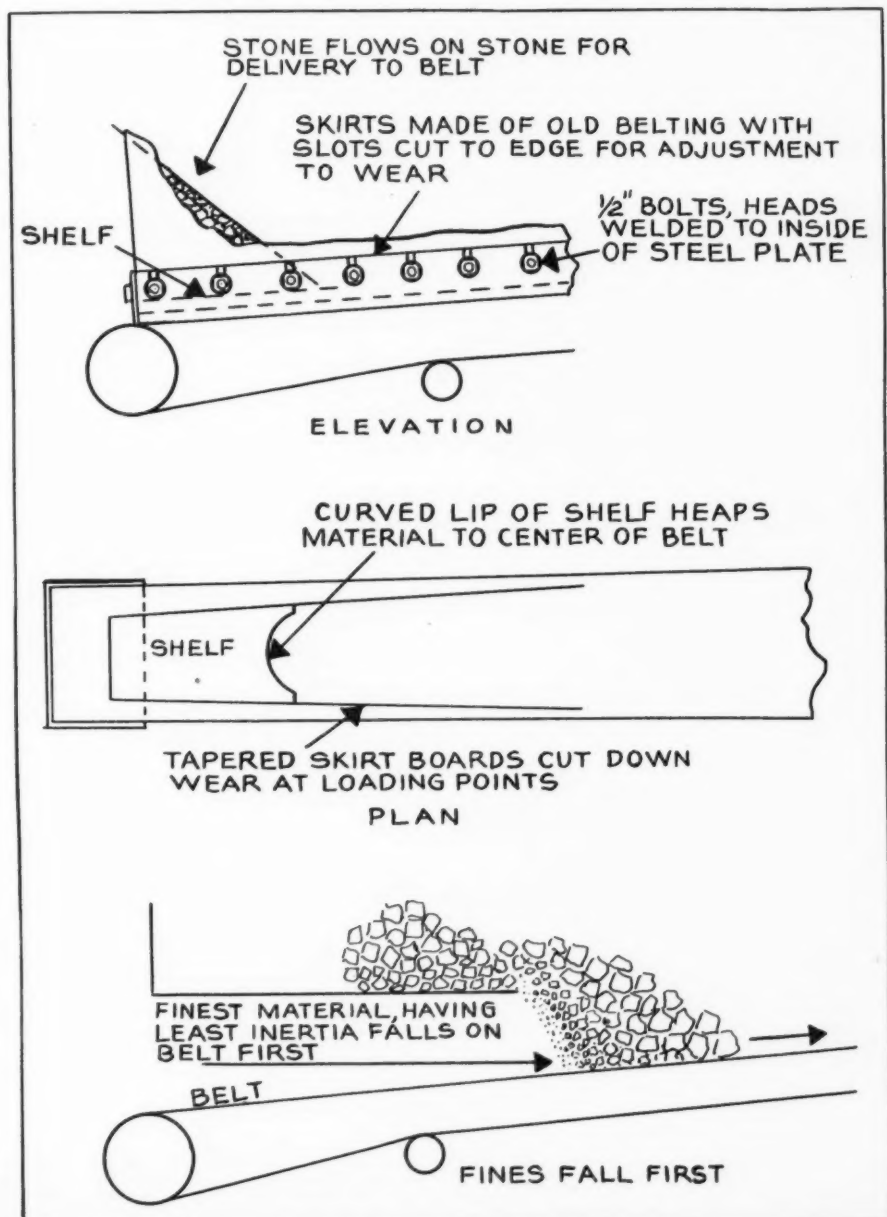 STONE FLOWS ON STONE FOR
DELIVERY TO BELT
SKIRTS MADE OF OLD BELTING WITH
SLOTS CUT TO EDGE FOR ADJUSTMENT
TO WEAR
1/2" BOLTS, HEADS
WELDED TO INSIDE
OF STEEL PLATE
SHELF
ELEVATION
CURVED LIP OF SHELF HEAPS
MATERIAL TO CENTER OF BELT
SHELF
TAPERED SKIRT BOARDS CUT DOWN
WEAR AT LOADING POINTS
PLAN
FINEST MATERIAL, HAVING
LEAST INERTIA FALLS ON
BELT FIRST
BELT
FINES FALL FIRST